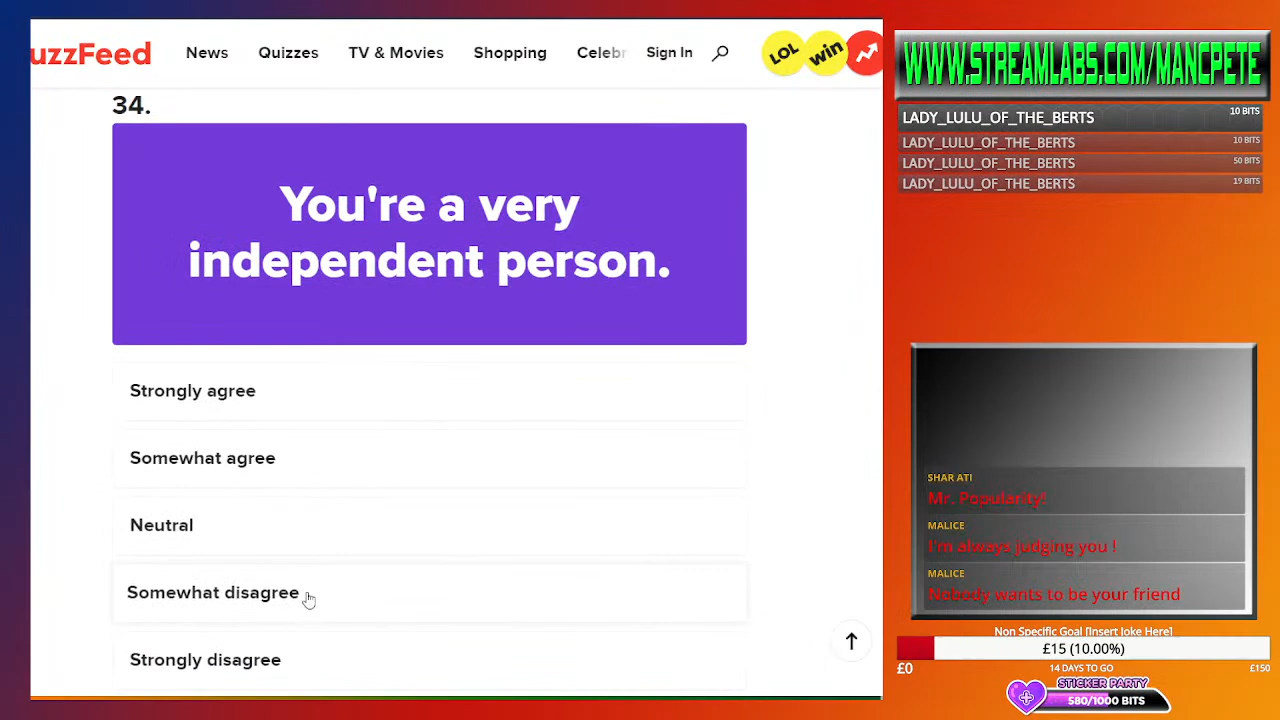 uzzFeed News Quizzes TV & Movies Shopping Celebr Sign In LOL win
34.
You're a very
independent person.
Strongly agree
Somewhat agree
Neutral
Somewhat disagree
Strongly disagree
WWW.STREAMLABS.COM/MANCPETE
LADY_LULU_OF_THE_BERTS 10 BITS
LADY_LULU_OF_THE_BERTS 10 BITS
LADY_LULU_OF_THE_BERTS 50 BITS
LADY_LULU_OF_THE_BERTS 19 BITS
SHAR ATI
Mr. Popularity!
MALICE
I'm always judging you !
MALICE
Nobody wants to be your friend
Non Specific Goal [Insert Joke Here]
£15 (10.00%)
£0 14 DAYS TO GO £150
STICKER PARTY
580/1000 BITS